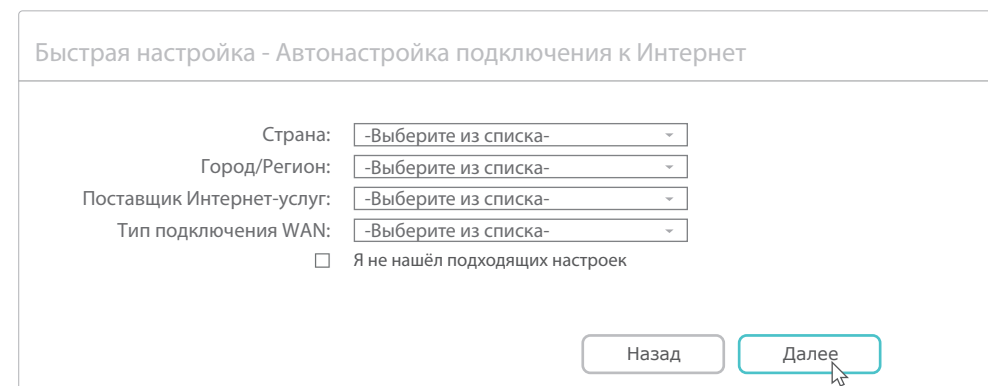 Быстрая настройка - Автонастройка подключения к Интернет
Страна: -Выберите из списка-
Город/Регион: -Выберите из списка-
Поставщик Интернет-услуг: -Выберите из списка-
Тип подключения WAN: -Выберите из списка-
Я не нашёл подходящих настроек
Назад Далее